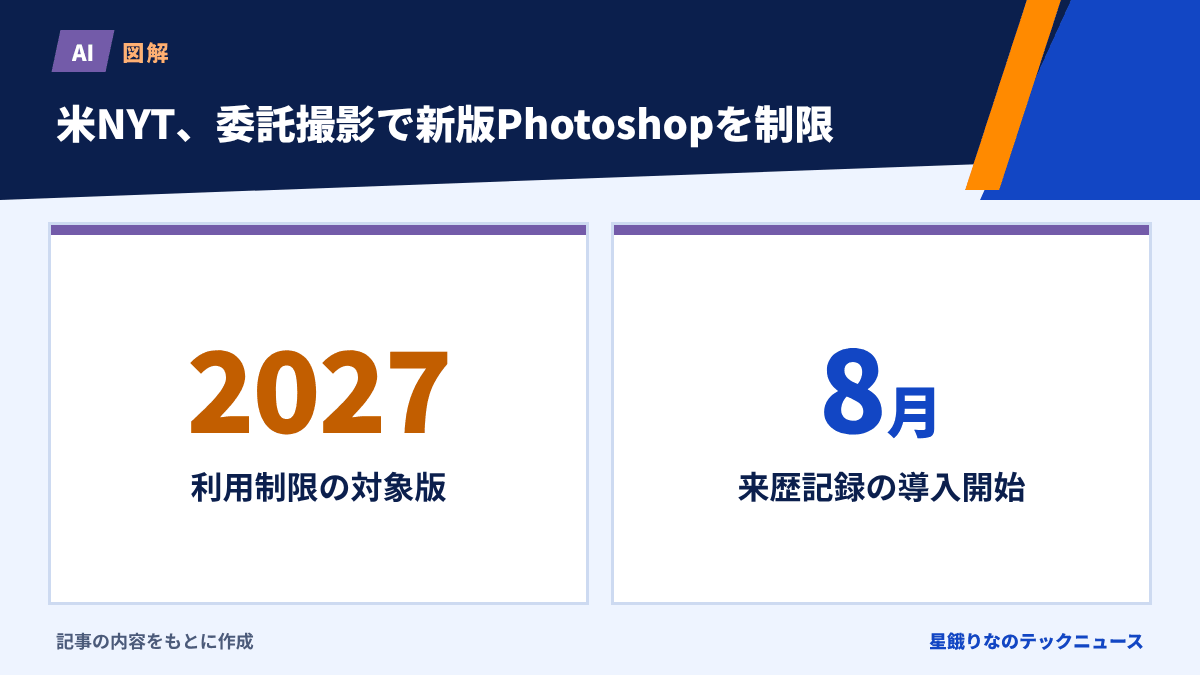 AI 図解
米NYT、委託撮影で新版Photoshopを制限
2027
利用制限の対象版
8月
来歴記録の導入開始
記事の内容をもとに作成
星餓りなのテックニュース